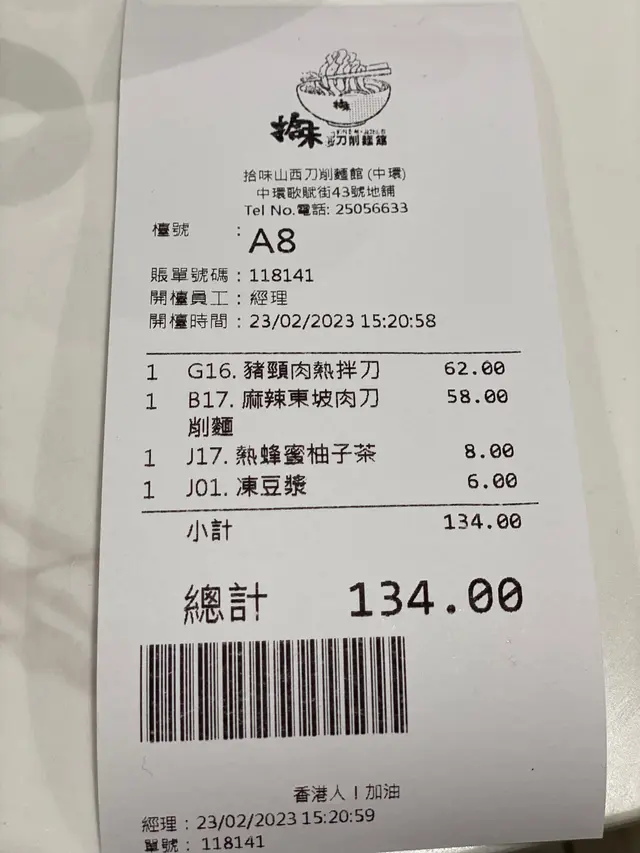 拾味
刀削麵館
拾味山西刀削麵館 (中環)
中環歌賦街43號地舖
Tel No.電話: 25056633
檯號 : A8
賬單號碼 : 118141
開檯員工 : 經理
開檯時間 : 23/02/2023 15:20:58
1 G16. 豬頸肉熱拌刀 62.00
1 B17. 麻辣東坡肉刀 58.00
削麵
1 J17. 熱蜂蜜柚子茶 8.00
1 J01. 凍豆漿 6.00
小計 134.00
總計 134.00
香港人 I 加油
經理 : 23/02/2023 15:20:59
單號 : 118141